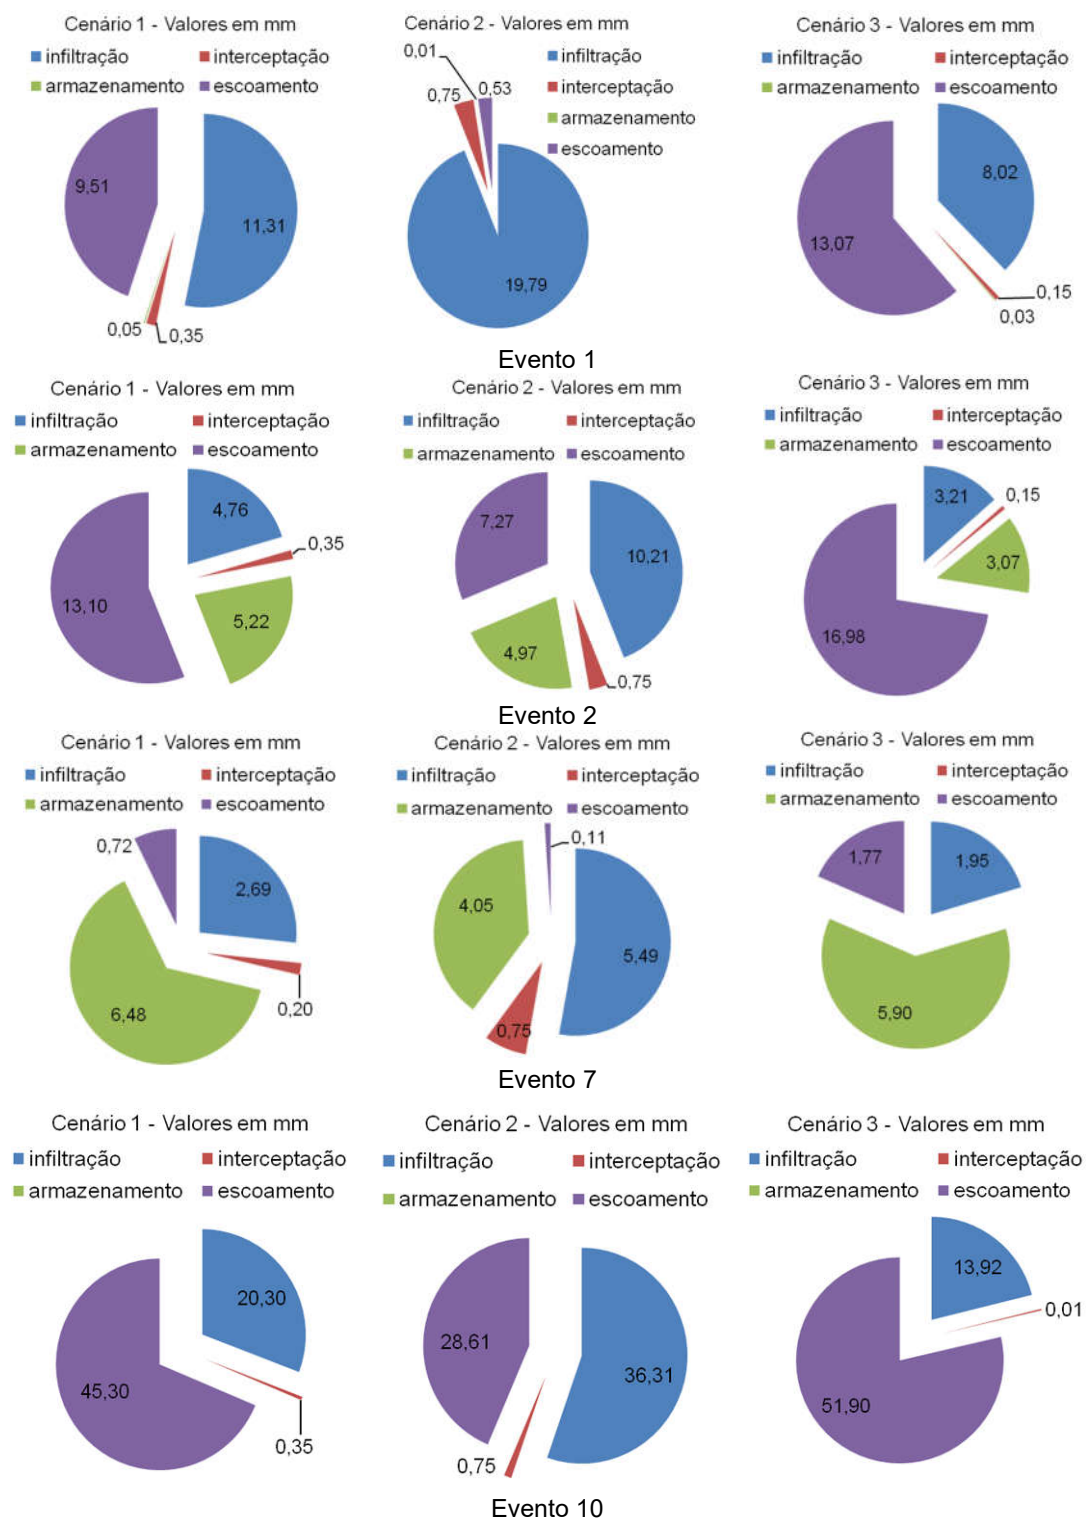 Cenário 1 - Valores em mm
infiltração interceptação
armazenamento escoamento
9,51
11,31
0,05
0,35
Cenário 2 - Valores em mm
0,01
infiltração
interceptação
armazenamento
escoamento
0,75
0,53
19,79
Cenário 3 - Valores em mm
infiltração interceptação
armazenamento escoamento
8,02
13,07
0,15
0,03
Evento 1
Cenário 1 - Valores em mm
infiltração interceptação
armazenamento escoamento
4,76
0,35
13,10
5,22
Cenário 2 - Valores em mm
infiltração interceptação
armazenamento escoamento
7,27
10,21
4,97
0,75
Cenário 3 - Valores em mm
infiltração interceptação
armazenamento escoamento
3,21
0,15
3,07
16,98
Evento 2
Cenário 1 - Valores em mm
infiltração interceptação
armazenamento escoamento
0,72
2,69
6,48
0,20
Cenário 2 - Valores em mm
infiltração interceptação
armazenamento escoamento
0,11
4,05
5,49
0,75
Cenário 3 - Valores em mm
infiltração interceptação
armazenamento escoamento
1,77
1,95
5,90
Evento 7
Cenário 1 - Valores em mm
infiltração interceptação
armazenamento escoamento
20,30
45,30
0,35
Cenário 2 - Valores em mm
infiltração interceptação
armazenamento escoamento
28,61
36,31
0,75
Cenário 3 - Valores em mm
infiltração interceptação
armazenamento escoamento
13,92
0,01
51,90
Evento 10